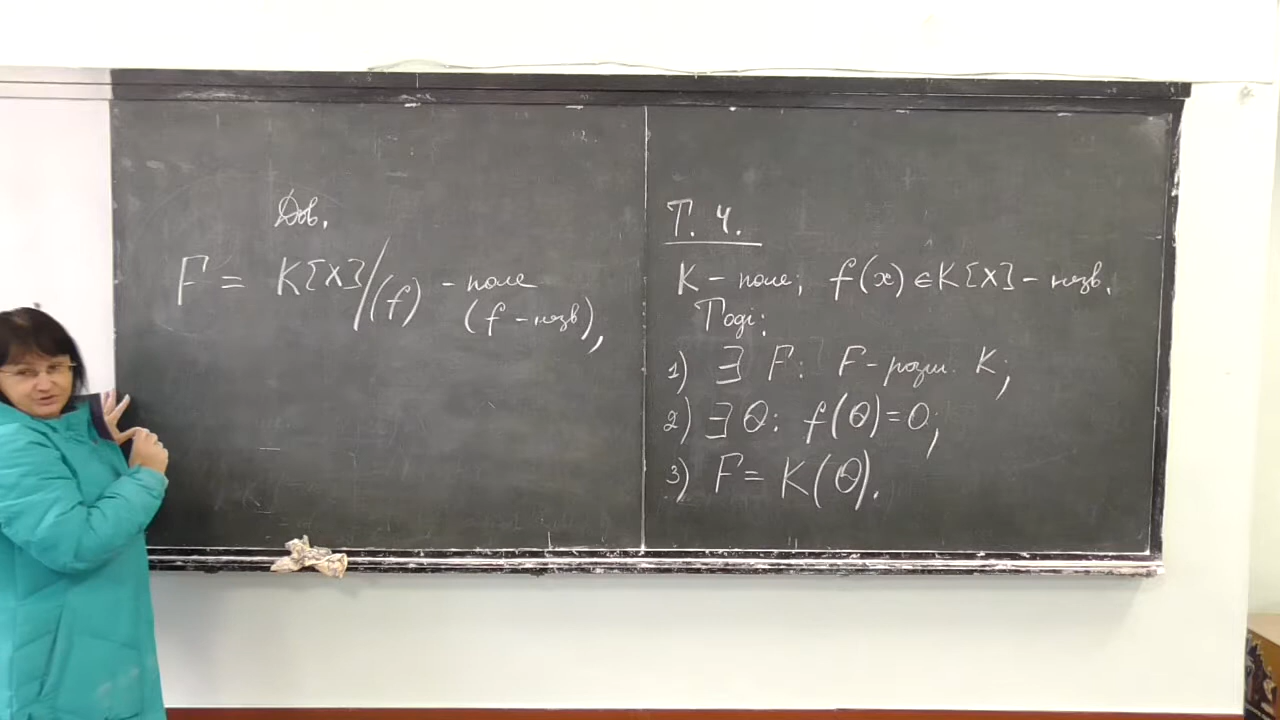 Дов.
F = K[X]/(f) - поле
(f - незв),
Т. 4.
K - поле; f(x) ∈ K[X] - незв.
Тоді:
1) ∃ F: F - розш. K;
2) ∃ θ: f(θ) = 0;
3) F = K(θ).